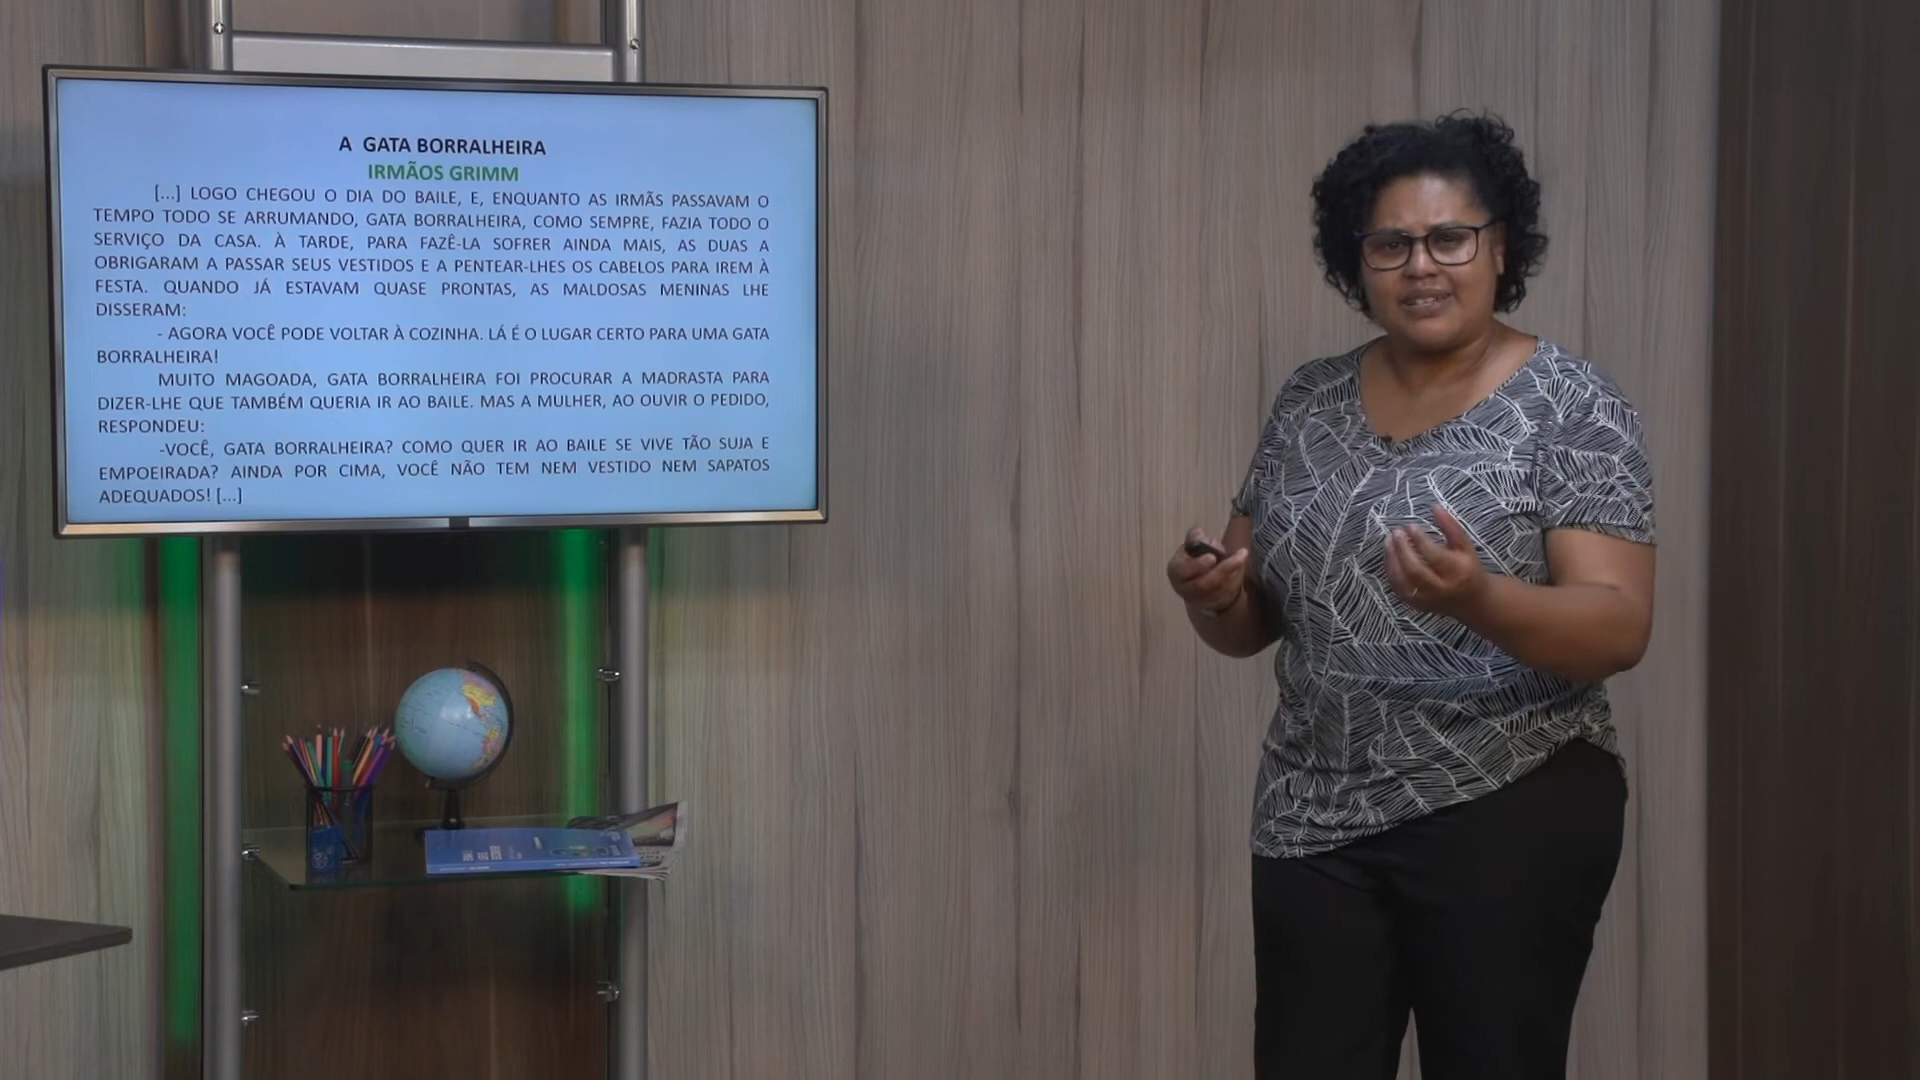 A GATA BORRALHEIRA
IRMÃOS GRIMM
[...] LOGO CHEGOU O DIA DO BAILE, E, ENQUANTO AS IRMÃS PASSAVAM O
TEMPO TODO SE ARRUMANDO, GATA BORRALHEIRA, COMO SEMPRE, FAZIA TODO O
SERVIÇO DA CASA. À TARDE, PARA FAZÊ-LA SOFRER AINDA MAIS, AS DUAS A
OBRIGARAM A PASSAR SEUS VESTIDOS E A PENTEAR-LHES OS CABELOS PARA IREM À
FESTA. QUANDO JÁ ESTAVAM QUASE PRONTAS, AS MALDOSAS MENINAS LHE
DISSERAM:
- AGORA VOCÊ PODE VOLTAR À COZINHA. LÁ É O LUGAR CERTO PARA UMA GATA
BORRALHEIRA!
MUITO MAGOADA, GATA BORRALHEIRA FOI PROCURAR A MADRASTA PARA
DIZER-LHE QUE TAMBÉM QUERIA IR AO BAILE. MAS A MULHER, AO OUVIR O PEDIDO,
RESPONDEU:
-VOCÊ, GATA BORRALHEIRA? COMO QUER IR AO BAILE SE VIVE TÃO SUJA E
EMPOEIRADA? AINDA POR CIMA, VOCÊ NÃO TEM NEM VESTIDO NEM SAPATOS
ADEQUADOS! [...]